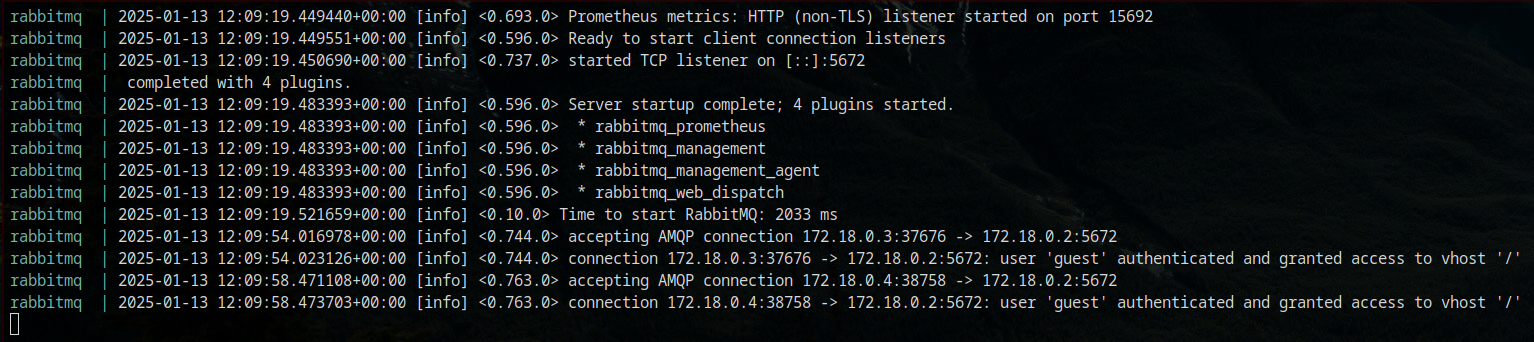 rabbitmq  | 2025-01-13 12:09:19.449440+00:00 [info] <0.693.0> Prometheus metrics: HTTP (non-TLS) listener started on port 15692
rabbitmq  | 2025-01-13 12:09:19.449551+00:00 [info] <0.596.0> Ready to start client connection listeners
rabbitmq  | 2025-01-13 12:09:19.450690+00:00 [info] <0.737.0> started TCP listener on [::]:5672
rabbitmq  |  completed with 4 plugins.
rabbitmq  | 2025-01-13 12:09:19.483393+00:00 [info] <0.596.0> Server startup complete; 4 plugins started.
rabbitmq  | 2025-01-13 12:09:19.483393+00:00 [info] <0.596.0>  * rabbitmq_prometheus
rabbitmq  | 2025-01-13 12:09:19.483393+00:00 [info] <0.596.0>  * rabbitmq_management
rabbitmq  | 2025-01-13 12:09:19.483393+00:00 [info] <0.596.0>  * rabbitmq_management_agent
rabbitmq  | 2025-01-13 12:09:19.483393+00:00 [info] <0.596.0>  * rabbitmq_web_dispatch
rabbitmq  | 2025-01-13 12:09:19.521659+00:00 [info] <0.10.0> Time to start RabbitMQ: 2033 ms
rabbitmq  | 2025-01-13 12:09:54.016978+00:00 [info] <0.744.0> accepting AMQP connection 172.18.0.3:37676 -> 172.18.0.2:5672
rabbitmq  | 2025-01-13 12:09:54.023126+00:00 [info] <0.744.0> connection 172.18.0.3:37676 -> 172.18.0.2:5672: user 'guest' authenticated and granted access to vhost '/'
rabbitmq  | 2025-01-13 12:09:58.471108+00:00 [info] <0.763.0> accepting AMQP connection 172.18.0.4:38758 -> 172.18.0.2:5672
rabbitmq  | 2025-01-13 12:09:58.473703+00:00 [info] <0.763.0> connection 172.18.0.4:38758 -> 172.18.0.2:5672: user 'guest' authenticated and granted access to vhost '/'